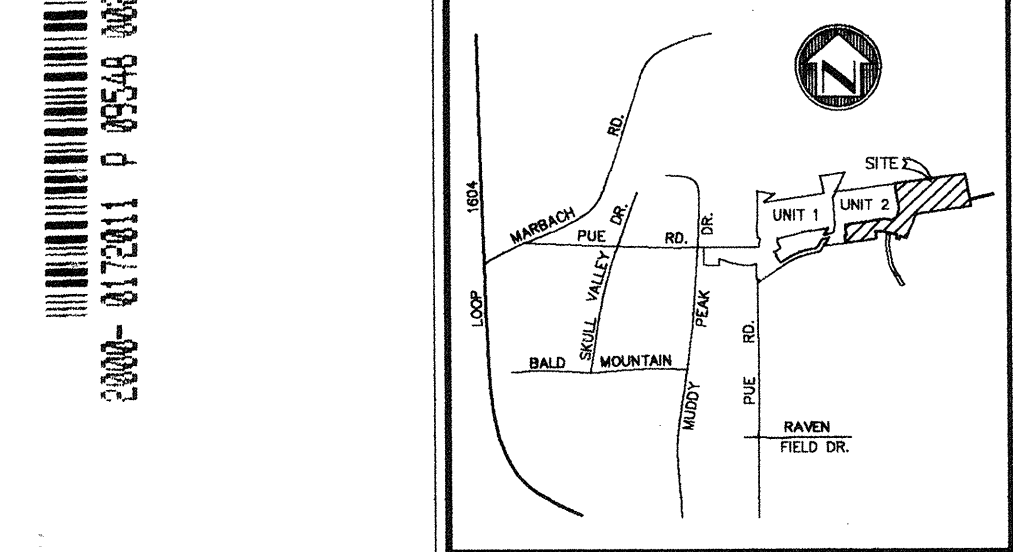 2000- 0172011 P 09548
N
RD.
SITE
1604
MARBACH
DR.
PUE RD.
DR.
UNIT 1
UNIT 2
SKULL VALLEY
LOOP
PEAK
RD.
BALD MOUNTAIN
MUDDY
PUE
RAVEN
FIELD DR.